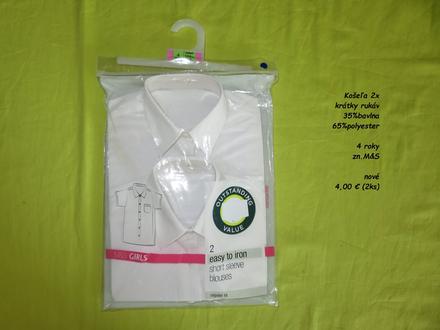 Košeľa 2x
krátky rukáv
35%bavlna
65%polyester
4 roky
zn.M&S
nové
4,00 € (2ks)
OUTSTANDING
VALUE
2
easy to iron
short sleeve
blouses
GIRLS